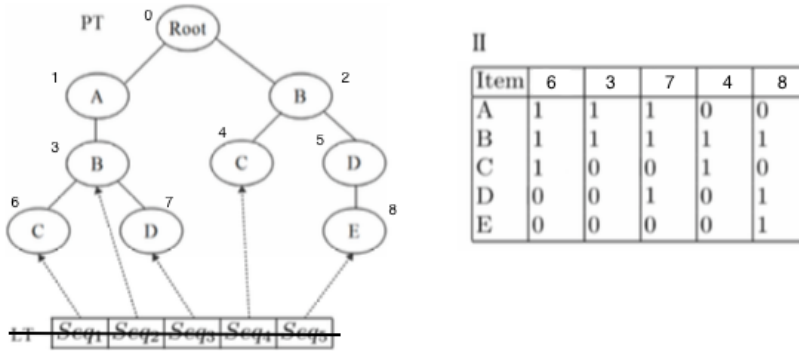 PT
0
Root
1
A
B
2
3
B
4
C
5
D
6
C
7
D
8
E
LT Seq1 Seq2 Seq3 Seq4 Seq5
II
Item 6 3 7 4 8
A 1 1 1 0 0
B 1 1 1 1 1
C 1 0 0 1 0
D 0 0 1 0 1
E 0 0 0 0 1